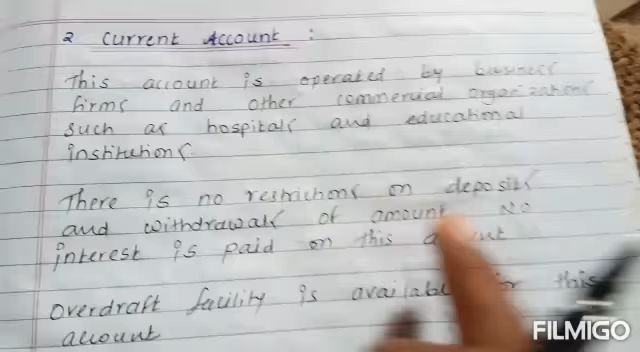 2 Current Account :
This account is operated by business
firms and other commercial organizations
such as hospitals and educational
institutions
There is no restrictions on deposits
and withdrawals of amount. No
interest is paid on this
Overdraft facility is available for this
account
FILMIGO